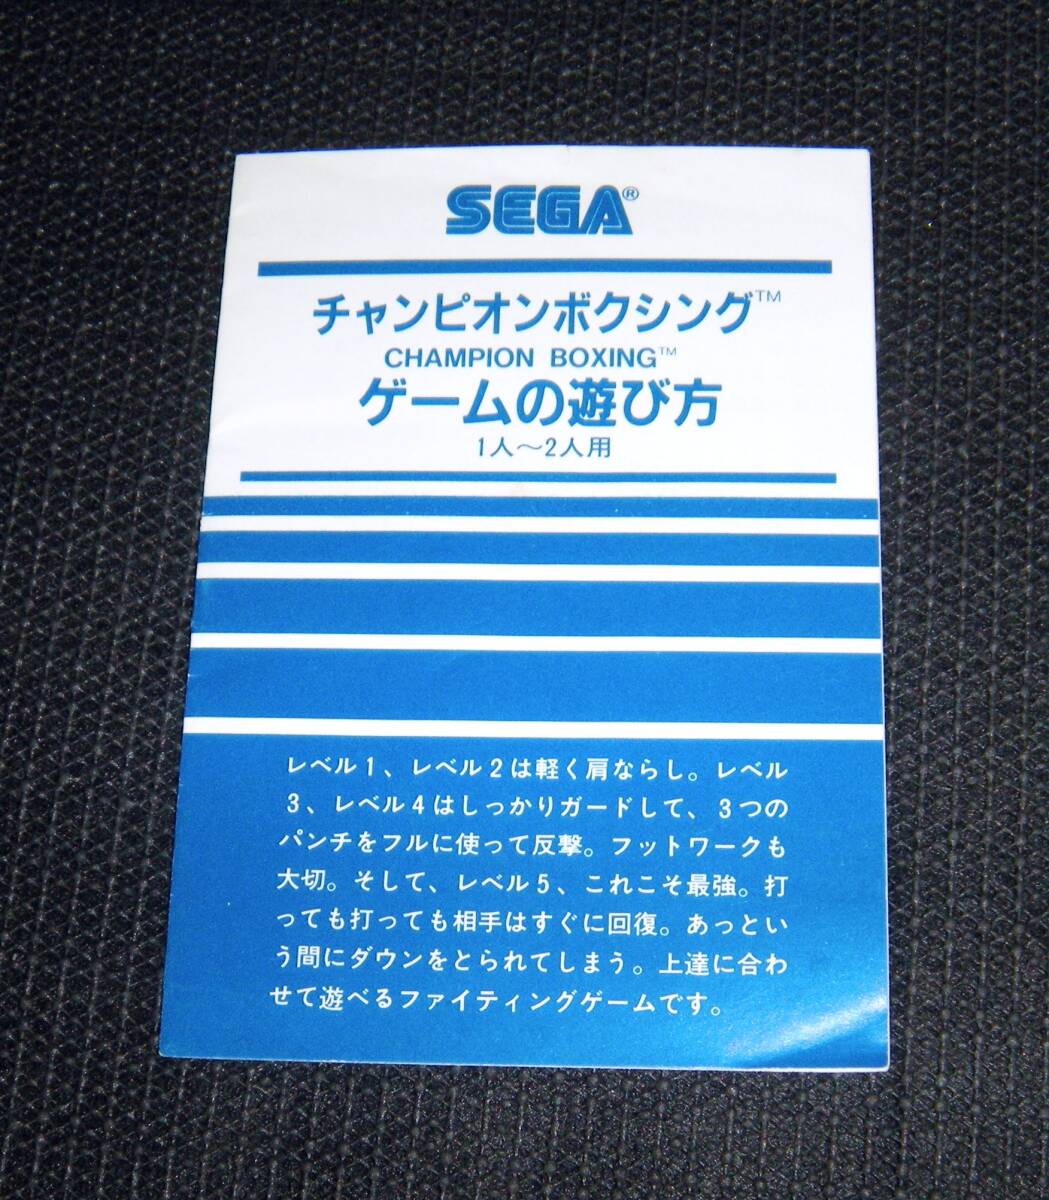 SEGA®
チャンピオンボクシング™
CHAMPION BOXING™
ゲームの遊び方
1人〜2人用
レベル1、レベル2は軽く肩ならし。レベル
3、レベル4はしっかりガードして、3つの
パンチをフルに使って反撃。フットワークも
大切。そして、レベル5、これこそ最強。打
っても打っても相手はすぐに回復。あっとい
う間にダウンをとられてしまう。上達に合わ
せて遊べるファイティングゲームです。